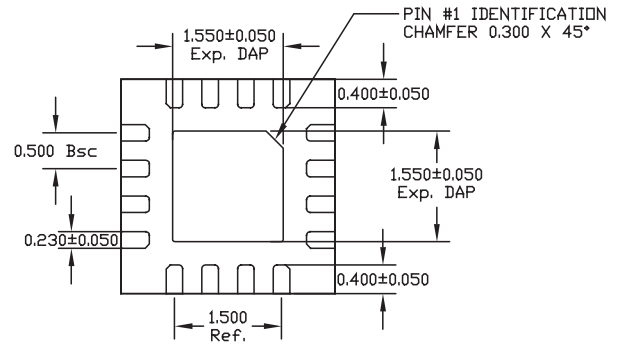 PIN #1 IDENTIFICATION
CHAMFER 0.300 X 45°
1.550±0.050
Exp. DAP
0.400±0.050
0.500 Bsc
1.550±0.050
Exp. DAP
0.230±0.050
0.400±0.050
1.500
Ref.